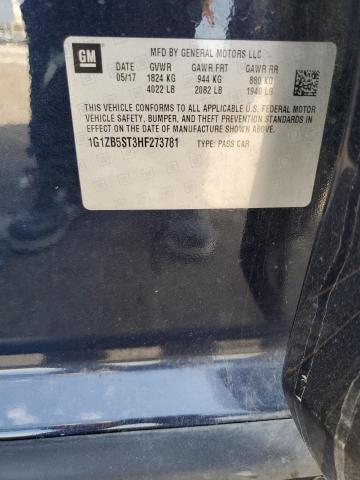 GM
MFD BY GENERAL MOTORS LLC
DATE GVWR GAWR FRT GAWR RR
05/17 1824 KG 944 KG 880 KG
4022 LB 2082 LB 1940 LB
THIS VEHICLE CONFORMS TO ALL APPLICABLE U.S. FEDERAL MOTOR
VEHICLE SAFETY, BUMPER, AND THEFT PREVENTION STANDARDS
IN EFFECT ON THE DATE OF MANUFACTURE SHOWN ABOVE.
1G1ZB5ST3HF273781 TYPE: PASS CAR